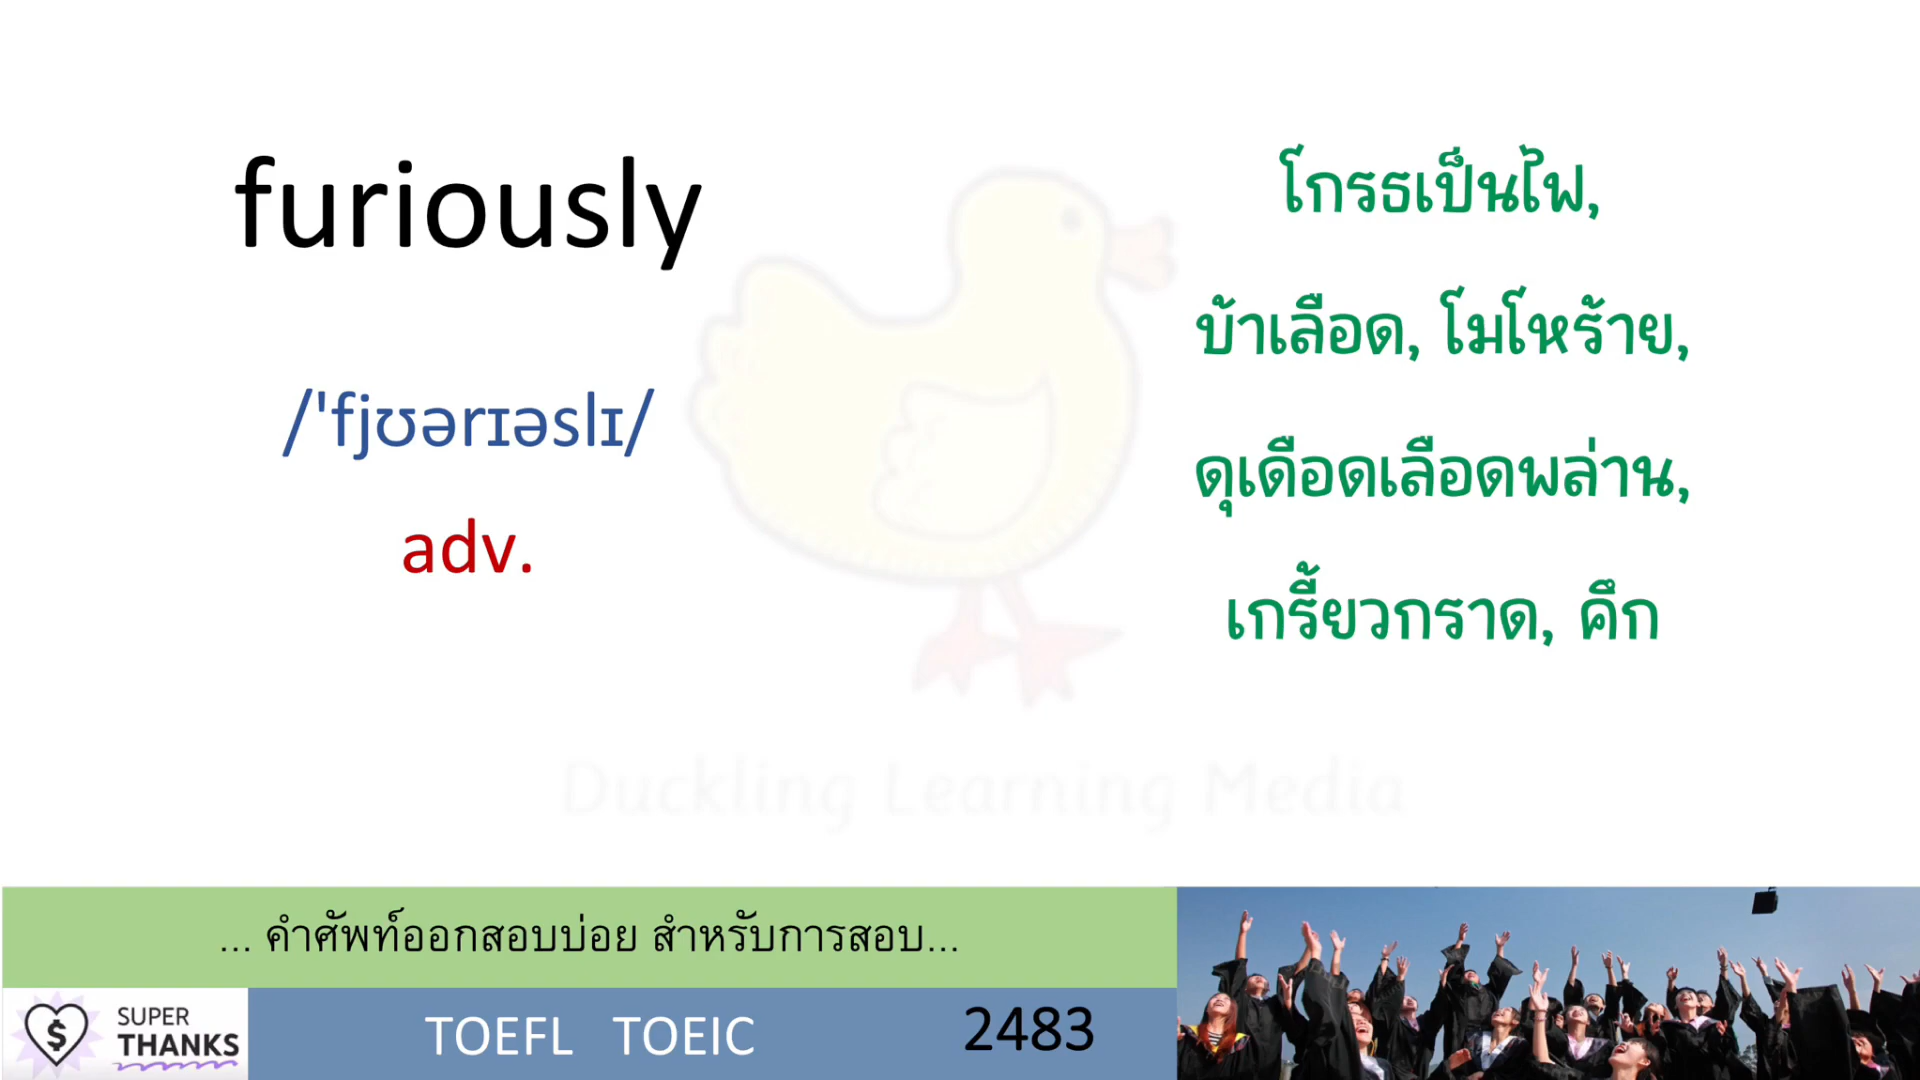 furiously
/ˈfjʊərɪəslɪ/
adv.
โกรธเป็นไฟ,
บ้าเลือด, โมโหร้าย,
ดุเดือดเลือดพล่าน,
เกรี้ยวกราด, คึก
Duckling Learning Media
... คำศัพท์ออกสอบบ่อย สำหรับการสอบ...
SUPER
THANKS
TOEFL TOEIC 2483